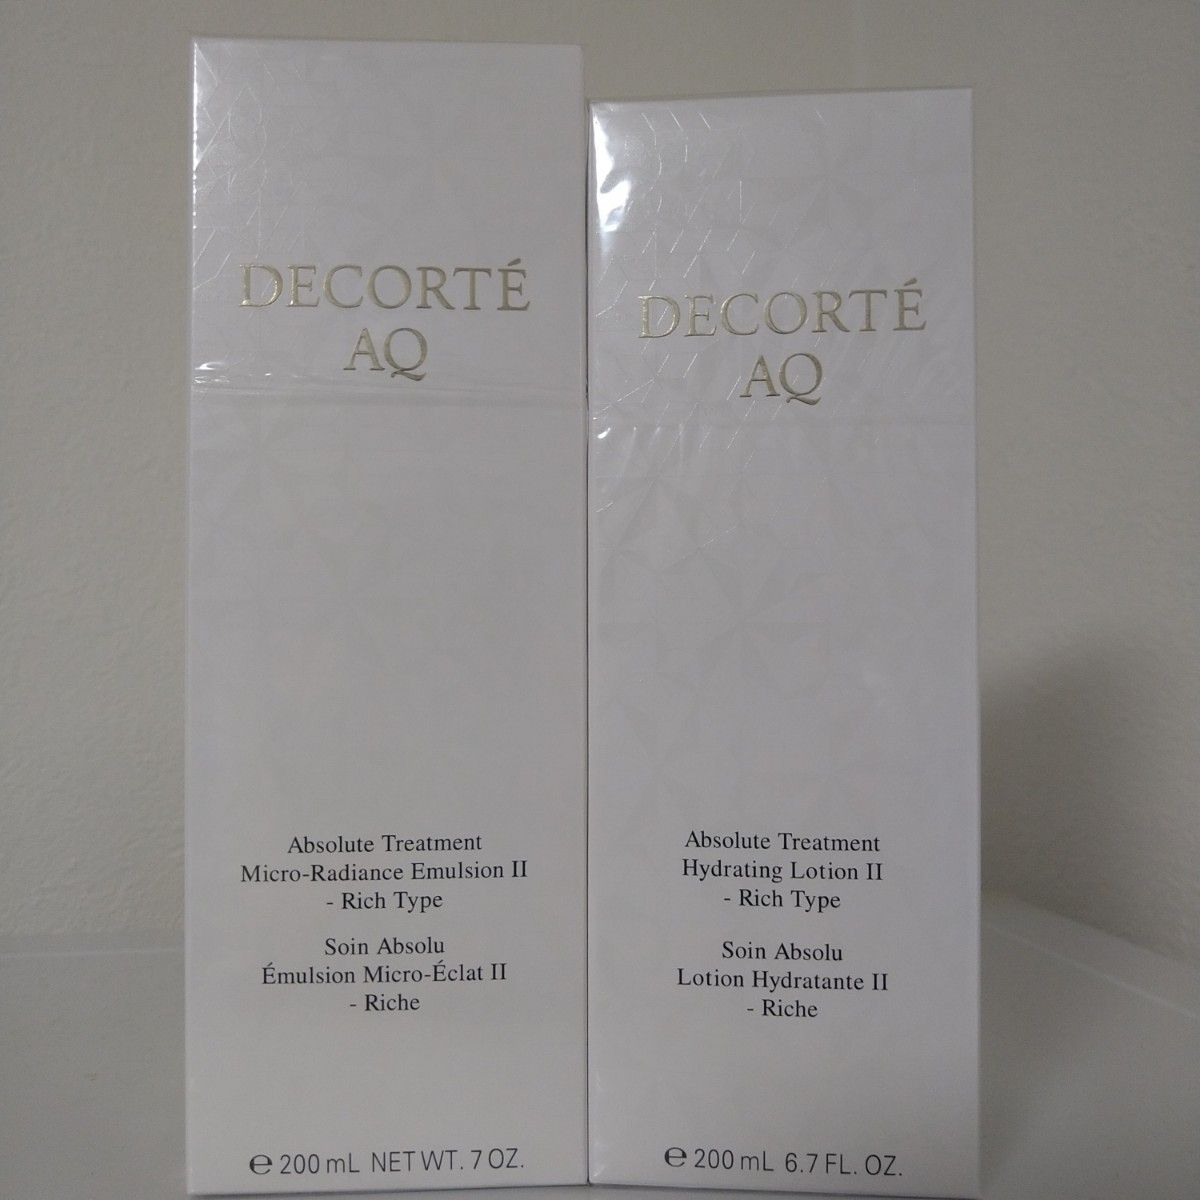 DECORTÉ
AQ
Absolute Treatment
Micro-Radiance Emulsion II
- Rich Type
Soin Absolu
Émulsion Micro-Éclat II
- Riche
℮ 200 mL NET WT. 7 OZ.
DECORTÉ
AQ
Absolute Treatment
Hydrating Lotion II
- Rich Type
Soin Absolu
Lotion Hydratante II
- Riche
℮ 200 mL 6.7 FL. OZ.